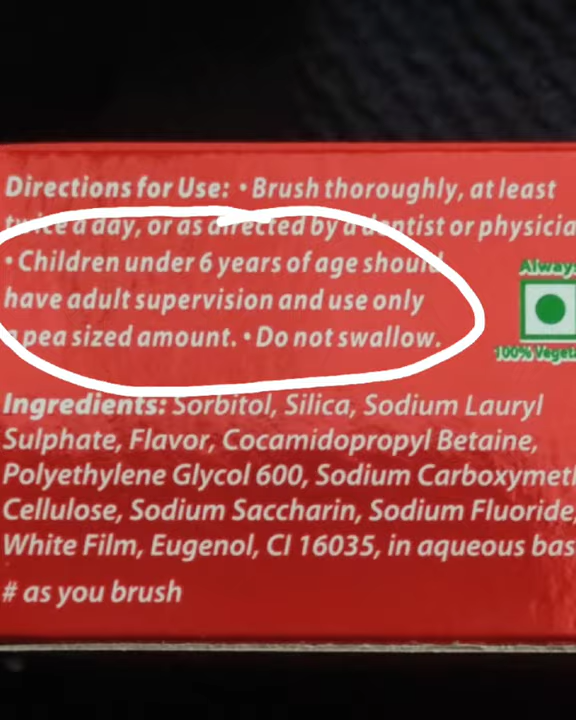 Directions for Use: • Brush thoroughly, at least
twice a day, or as directed by a dentist or physicia
• Children under 6 years of age should
have adult supervision and use only
a pea sized amount. • Do not swallow.
Always
100% Vegeta
Ingredients: Sorbitol, Silica, Sodium Lauryl
Sulphate, Flavor, Cocamidopropyl Betaine,
Polyethylene Glycol 600, Sodium Carboxymeth
Cellulose, Sodium Saccharin, Sodium Fluoride,
White Film, Eugenol, CI 16035, in aqueous bas
# as you brush